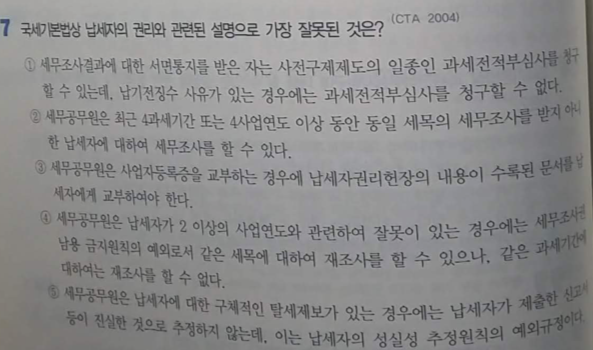 7 국세기본법상 납세자의 권리와 관련된 설명으로 가장 잘못된 것은? (CTA 2004)
① 세무조사결과에 대한 서면통지를 받은 자는 사전구제제도의 일종인 과세전적부심사를 청구
할 수 있는데, 납기전징수 사유가 있는 경우에는 과세전적부심사를 청구할 수 없다.
② 세무공무원은 최근 4과세기간 또는 4사업연도 이상 동안 동일 세목의 세무조사를 받지 아니
한 납세자에 대하여 세무조사를 할 수 있다.
③ 세무공무원은 사업자등록증을 교부하는 경우에 납세자권리헌장의 내용이 수록된 문서를 납
세자에게 교부하여야 한다.
④ 세무공무원은 납세자가 2 이상의 사업연도와 관련하여 잘못이 있는 경우에는 세무조사권
남용 금지원칙의 예외로서 같은 세목에 대하여 재조사를 할 수 있으나, 같은 과세기간에
대하여는 재조사를 할 수 없다.
⑤ 세무공무원은 납세자에 대한 구체적인 탈세제보가 있는 경우에는 납세자가 제출한 신고서
등이 진실한 것으로 추정하지 않는데, 이는 납세자의 성실성 추정원칙의 예외규정이다.